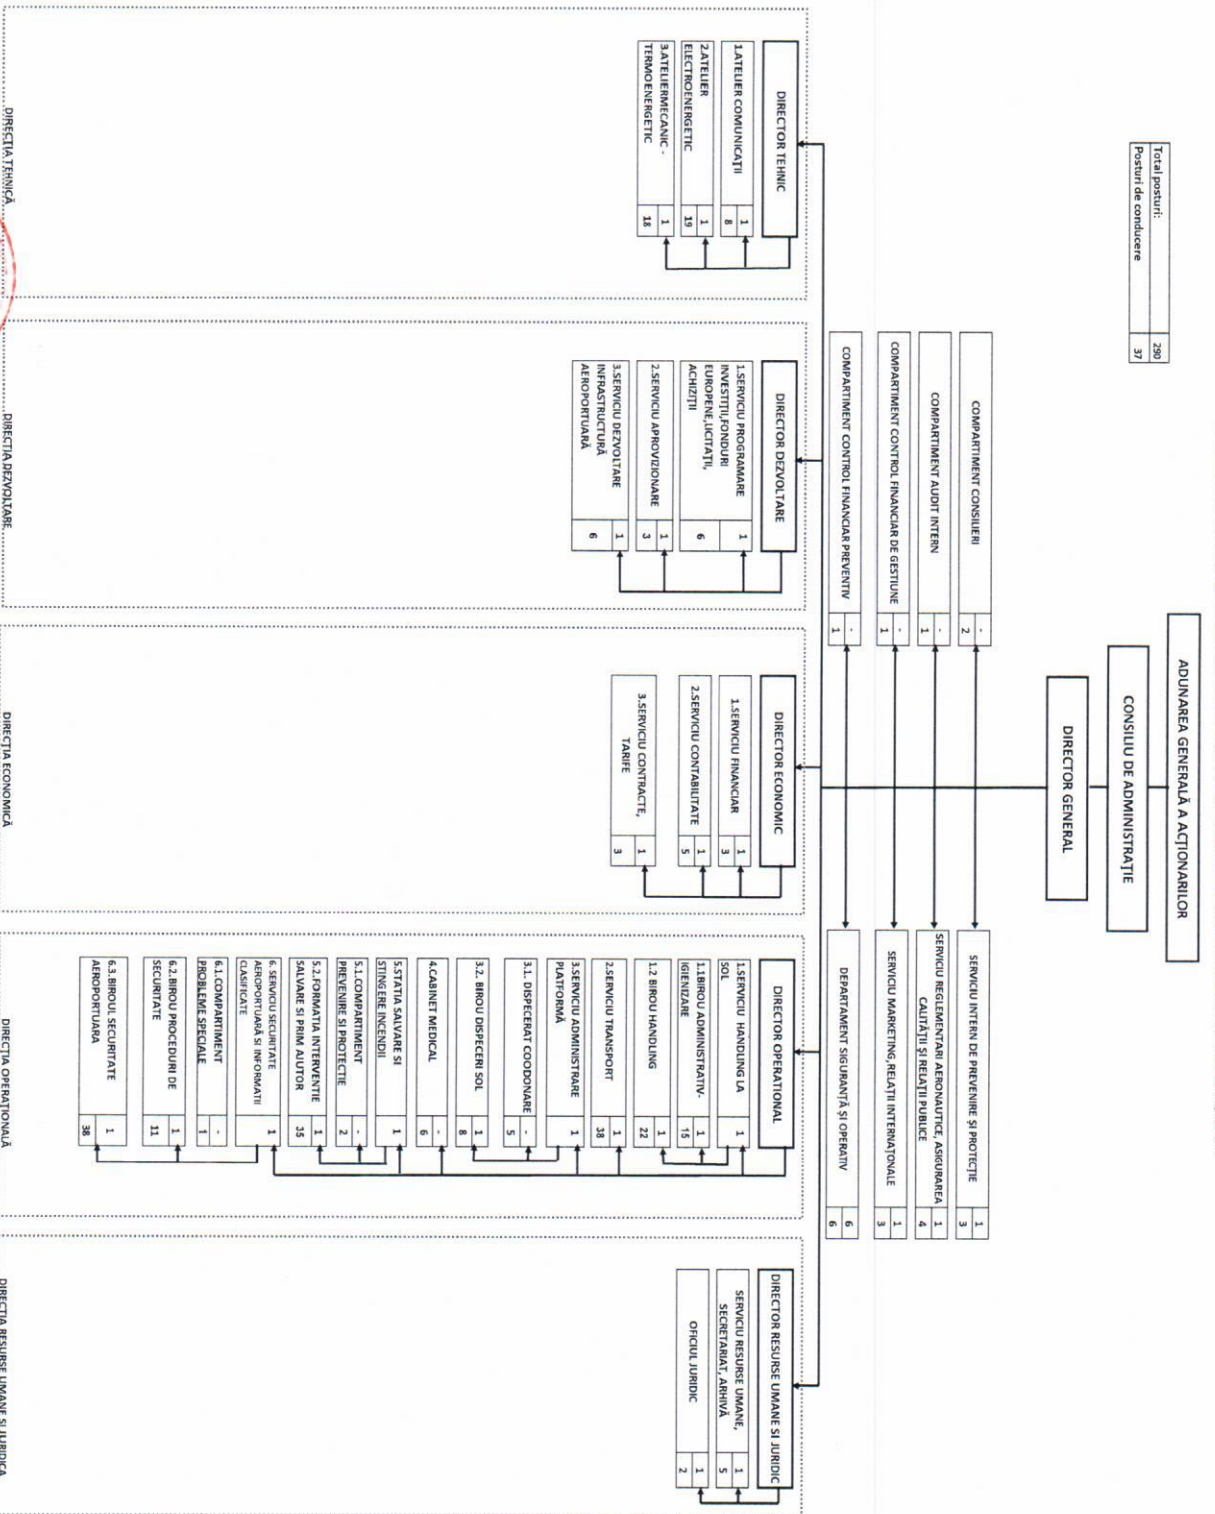 Total posturi: 290
Posturi de conducere 37
ADUNAREA GENERALĂ A ACȚIONARILOR
CONSILIU DE ADMINISTRAȚIE
DIRECTOR GENERAL
COMPARTIMENT CONSILIERI
-
2
SERVICIU INTERN DE PREVENIRE ȘI PROTECȚIE
1
3
COMPARTIMENT AUDIT INTERN
-
1
SERVICIU REGLEMENTARI AERONAUTICE, ASIGURAREA
CALITĂȚII ȘI RELAȚII PUBLICE
1
4
COMPARTIMENT CONTROL FINANCIAR DE GESTIUNE
-
1
SERVICIU MARKETING,RELAȚII INTERNAȚIONALE
1
3
COMPARTIMENT CONTROL FINANCIAR PREVENTIV
-
1
DEPARTAMENT SIGURANȚĂ ȘI OPERATIV
6
6
DIRECTOR TEHNIC
1.ATELIER COMUNICAȚII
1
8
2.ATELIER
ELECTROENERGETIC
1
19
3.ATELIERMECANIC -
TERMOENERGETIC
1
18
DIRECȚIA TEHNICĂ
DIRECTOR DEZVOLTARE
1.SERVICIU PROGRAMARE
INVESTIȚII,FONDURI
EUROPENE,LICITAȚII,
ACHIZIȚII
1
6
2.SERVICIU APROVIZIONARE
1
3
3.SERVICIU DEZVOLTARE
INFRASTRUCTURĂ
AEROPORTUARĂ
1
6
DIRECȚIA DEZVOLTARE
DIRECTOR ECONOMIC
1.SERVICIU FINANCIAR
1
3
2.SERVICIU CONTABILITATE
1
5
3.SERVICIU CONTRACTE,
TARIFE
1
3
DIRECȚIA ECONOMICĂ
DIRECTOR OPERATIONAL
1.SERVICIU HANDLING LA
SOL
1
1.1BIROU ADMINISTRATIV-
IGIENIZARE
1
15
1.2 BIROU HANDLING
1
22
2.SERVICIU TRANSPORT
1
38
3.SERVICIU ADMINISTRARE
PLATFORMĂ
1
3.1. DISPECERAT COODONARE
-
5
3.2. BIROU DISPECERI SOL
1
8
4.CABINET MEDICAL
-
6
5.STATIA SALVARE SI
STINGERE INCENDII
1
5.1.COMPARTIMENT
PREVENIRE SI PROTECTIE
-
2
5.2.FORMATIA INTERVENTIE
SALVARE SI PRIM AJUTOR
1
35
6. SERVICIU SECURITATE
AEROPORTUARĂ SI INFORMATII
CLASIFICATE
1
6.1.COMPARTIMENT
PROBLEME SPECIALE
-
1
6.2.BIROU PROCEDURI DE
SECURITATE
1
11
6.3.BIROUL SECURITATE
AEROPORTUARA
1
38
DIRECȚIA OPERAȚIONALĂ
DIRECTOR RESURSE UMANE SI JURIDIC
SERVICIU RESURSE UMANE,
SECRETARIAT, ARHIVĂ
1
5
OFICIUL JURIDIC
1
2
DIRECȚIA RESURSE UMANE SI JURIDICA